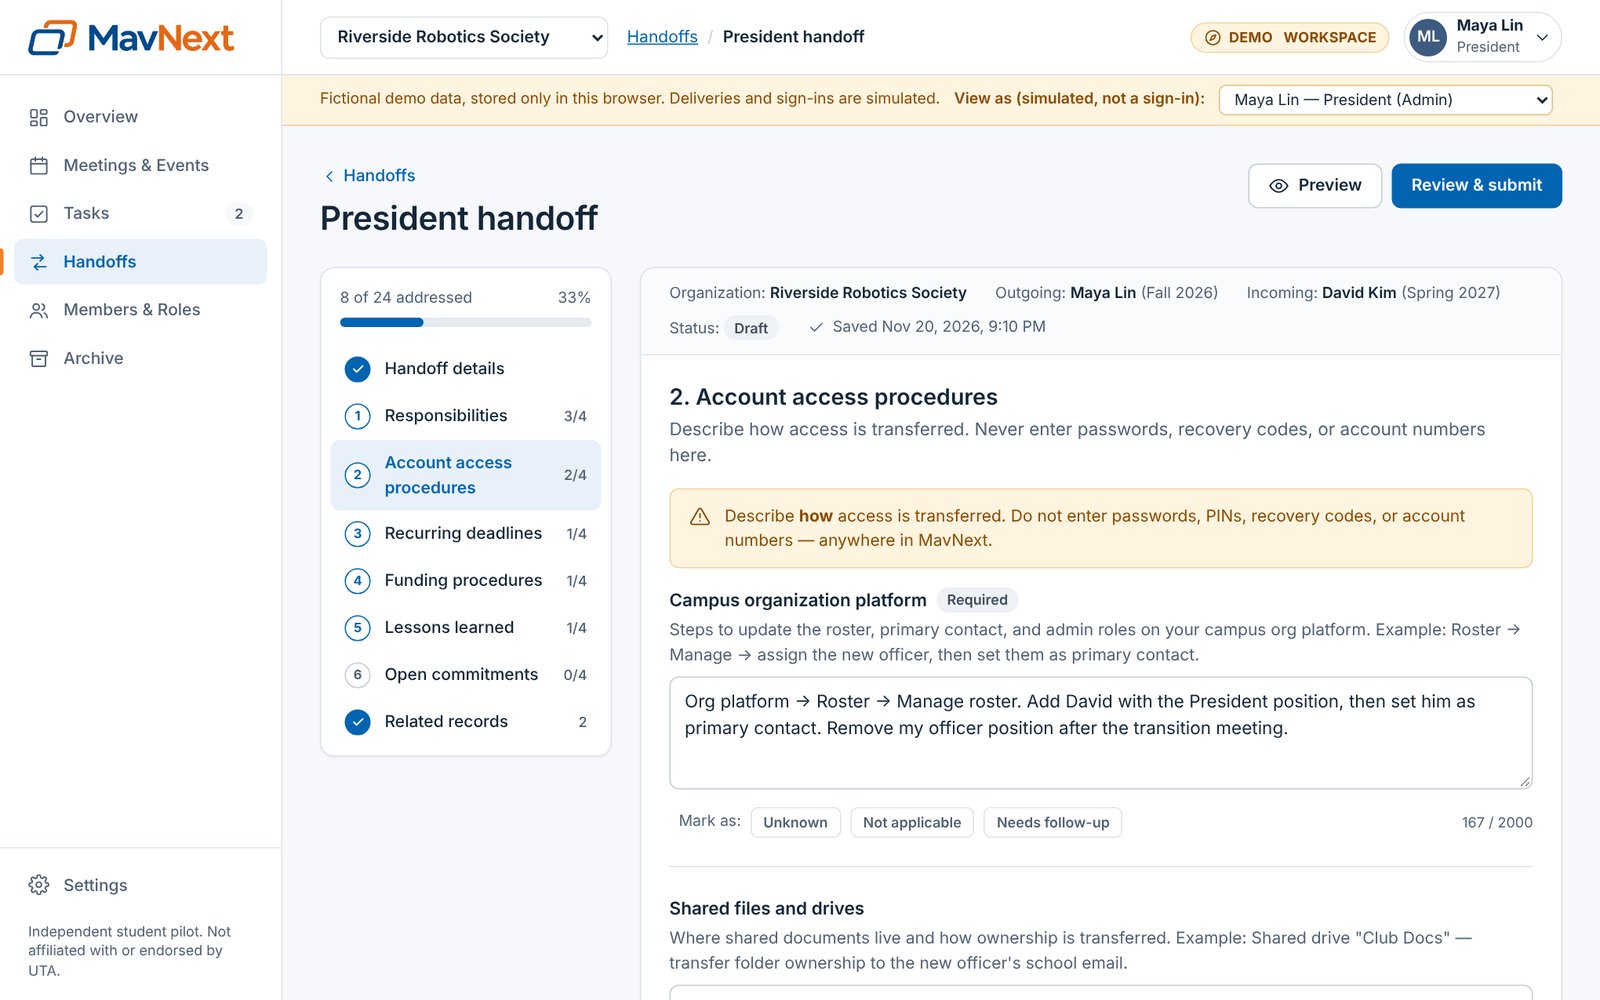 MavNext
Riverside Robotics Society
Handoffs / President handoff
DEMO WORKSPACE
ML
Maya Lin
President
Fictional demo data, stored only in this browser. Deliveries and sign-ins are simulated.
View as (simulated, not a sign-in):
Maya Lin — President (Admin)
Overview
Meetings & Events
Tasks 2
Handoffs
Members & Roles
Archive
Settings
Independent student pilot. Not
affiliated with or endorsed by
UTA.
Handoffs
President handoff
Preview
Review & submit
8 of 24 addressed 33%
Handoff details
1 Responsibilities 3/4
2 Account access
procedures 2/4
3 Recurring deadlines 1/4
4 Funding procedures 1/4
5 Lessons learned 1/4
6 Open commitments 0/4
Related records 2
Organization: Riverside Robotics Society Outgoing: Maya Lin (Fall 2026) Incoming: David Kim (Spring 2027)
Status: Draft Saved Nov 20, 2026, 9:10 PM
2. Account access procedures
Describe how access is transferred. Never enter passwords, recovery codes, or account numbers
here.
Describe how access is transferred. Do not enter passwords, PINs, recovery codes, or account
numbers — anywhere in MavNext.
Campus organization platform Required
Steps to update the roster, primary contact, and admin roles on your campus org platform. Example: Roster →
Manage → assign the new officer, then set them as primary contact.
Org platform → Roster → Manage roster. Add David with the President position, then set him as
primary contact. Remove my officer position after the transition meeting.
Mark as: Unknown Not applicable Needs follow-up 167 / 2000
Shared files and drives
Where shared documents live and how ownership is transferred. Example: Shared drive "Club Docs" —
transfer folder ownership to the new officer's school email.